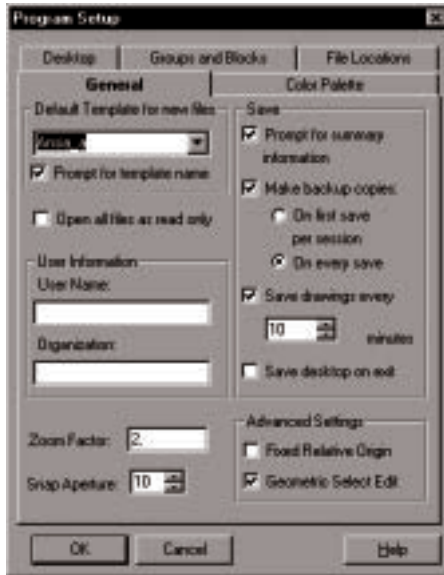 Program Setup
Desktop
Groups and Blocks
File Locations
General
Color Palette
Default Template for new files
Prompt for template name
Open all files as read only
User Information
User Name:
Organization:
Zoom Factor: 2.
Snap Aperture: 10
Save
Prompt for summary
information
Make backup copies:
On first save
per session
On every save
Save drawings every
10
minutes
Save desktop on exit
Advanced Settings
Fixed Relative Origin
Geometric Select Edit
OK
Cancel
Help